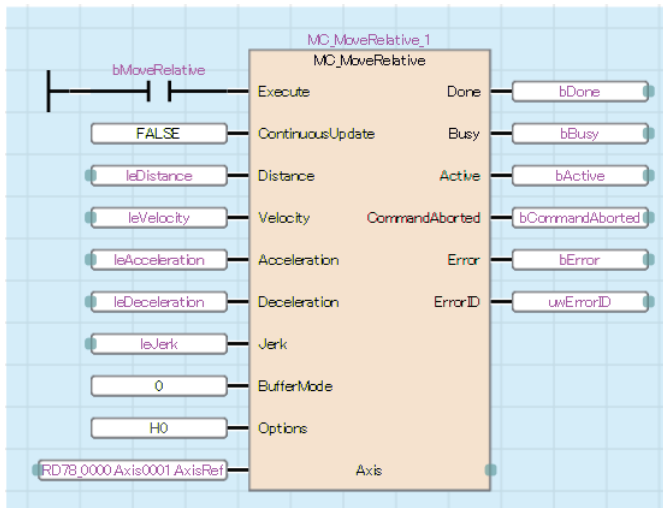 MC_MoveRelative_1
MC_MoveRelative
bMoveRelative
Execute Done bDone
FALSE ContinuousUpdate Busy bBusy
leDistance Distance Active bActive
leVelocity Velocity CommandAborted bCommandAborted
leAcceleration Acceleration Error bError
leDeceleration Deceleration ErrorID uwErrorID
leJerk Jerk
0 BufferMode
H0 Options
RD78_0000.Axis0001.AxisRef Axis